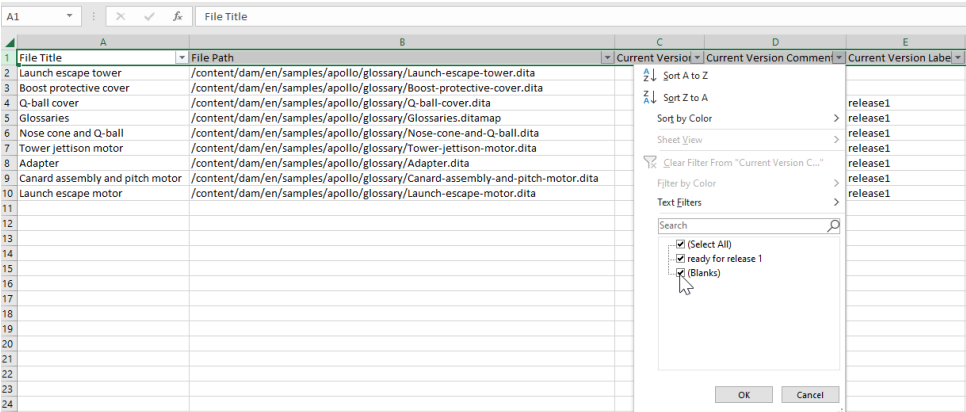 A1 fx File Title
A B C D E
1 File Title File Path Current Version Current Version Comment Current Version Labe
2 Launch escape tower /content/dam/en/samples/apollo/glossary/Launch-escape-tower.dita
3 Boost protective cover /content/dam/en/samples/apollo/glossary/Boost-protective-cover.dita
4 Q-ball cover /content/dam/en/samples/apollo/glossary/Q-ball-cover.dita release1
5 Glossaries /content/dam/en/samples/apollo/glossary/Glossaries.ditamap release1
6 Nose cone and Q-ball /content/dam/en/samples/apollo/glossary/Nose-cone-and-Q-ball.dita release1
7 Tower jettison motor /content/dam/en/samples/apollo/glossary/Tower-jettison-motor.dita release1
8 Adapter /content/dam/en/samples/apollo/glossary/Adapter.dita release1
9 Canard assembly and pitch motor /content/dam/en/samples/apollo/glossary/Canard-assembly-and-pitch-motor.dita release1
10 Launch escape motor /content/dam/en/samples/apollo/glossary/Launch-escape-motor.dita release1
11
12
13
14
15
16
17
18
19
20
21
22
23
24
Sort A to Z
Sort Z to A
Sort by Color
Sheet View
Clear Filter From "Current Version C..."
Filter by Color
Text Filters
Search
(Select All)
ready for release 1
(Blanks)
OK Cancel